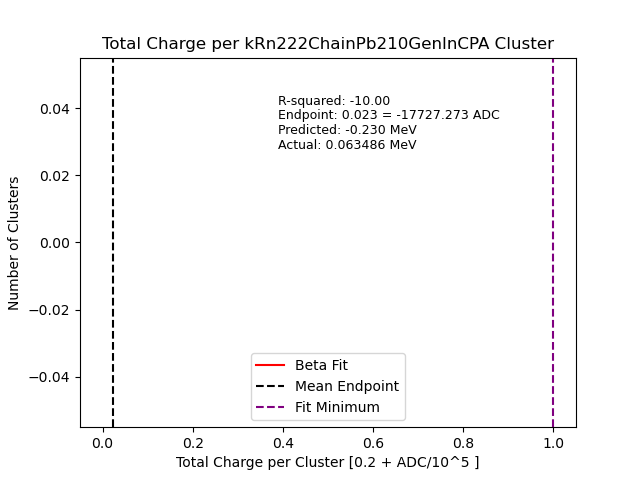 Total Charge per kRn222ChainPb210GenInCPA Cluster
R-squared: -10.00
Endpoint: 0.023 = -17727.273 ADC
Predicted: -0.230 MeV
Actual: 0.063486 MeV
Number of Clusters
0.04
0.02
0.00
−0.02
−0.04
Beta Fit
Mean Endpoint
Fit Minimum
0.0 0.2 0.4 0.6 0.8 1.0
Total Charge per Cluster [0.2 + ADC/10^5 ]